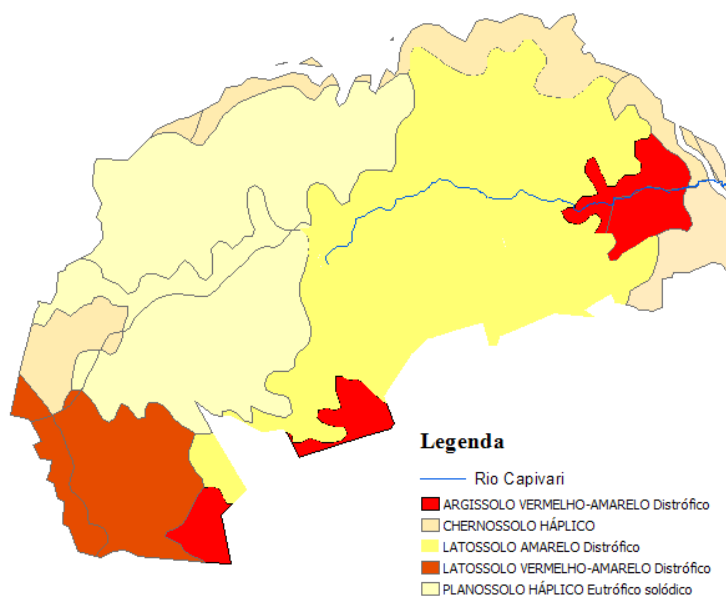 Legenda
Rio Capivari
ARGISSOLO VERMELHO-AMARELO Distrófico
CHERNOSSOLO HÁPLICO
LATOSSOLO AMARELO Distrófico
LATOSSOLO VERMELHO-AMARELO Distrófico
PLANOSSOLO HÁPLICO Eutrófico solódico